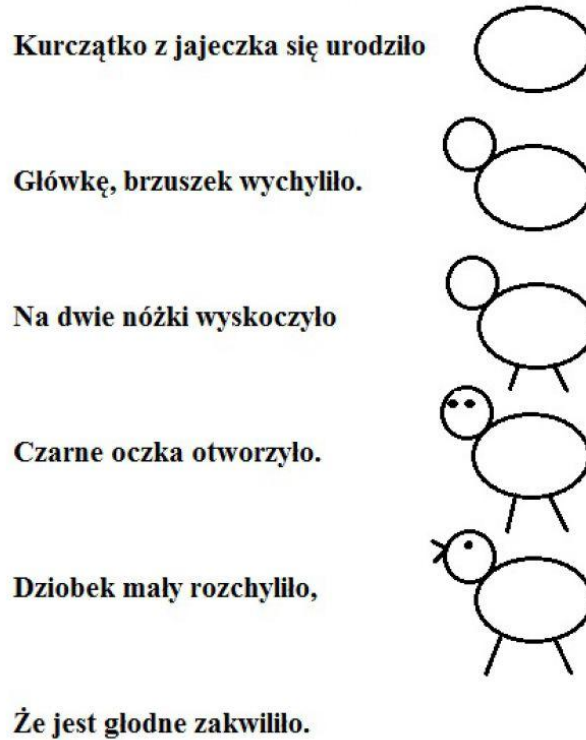 Kurczątko z jajeczka się urodziło
Główkę, brzuszek wychyliło.
Na dwie nóżki wyskoczyło
Czarne oczka otworzyło.
Dziobek mały rozchyliło,
Że jest głodne zakwiliło.